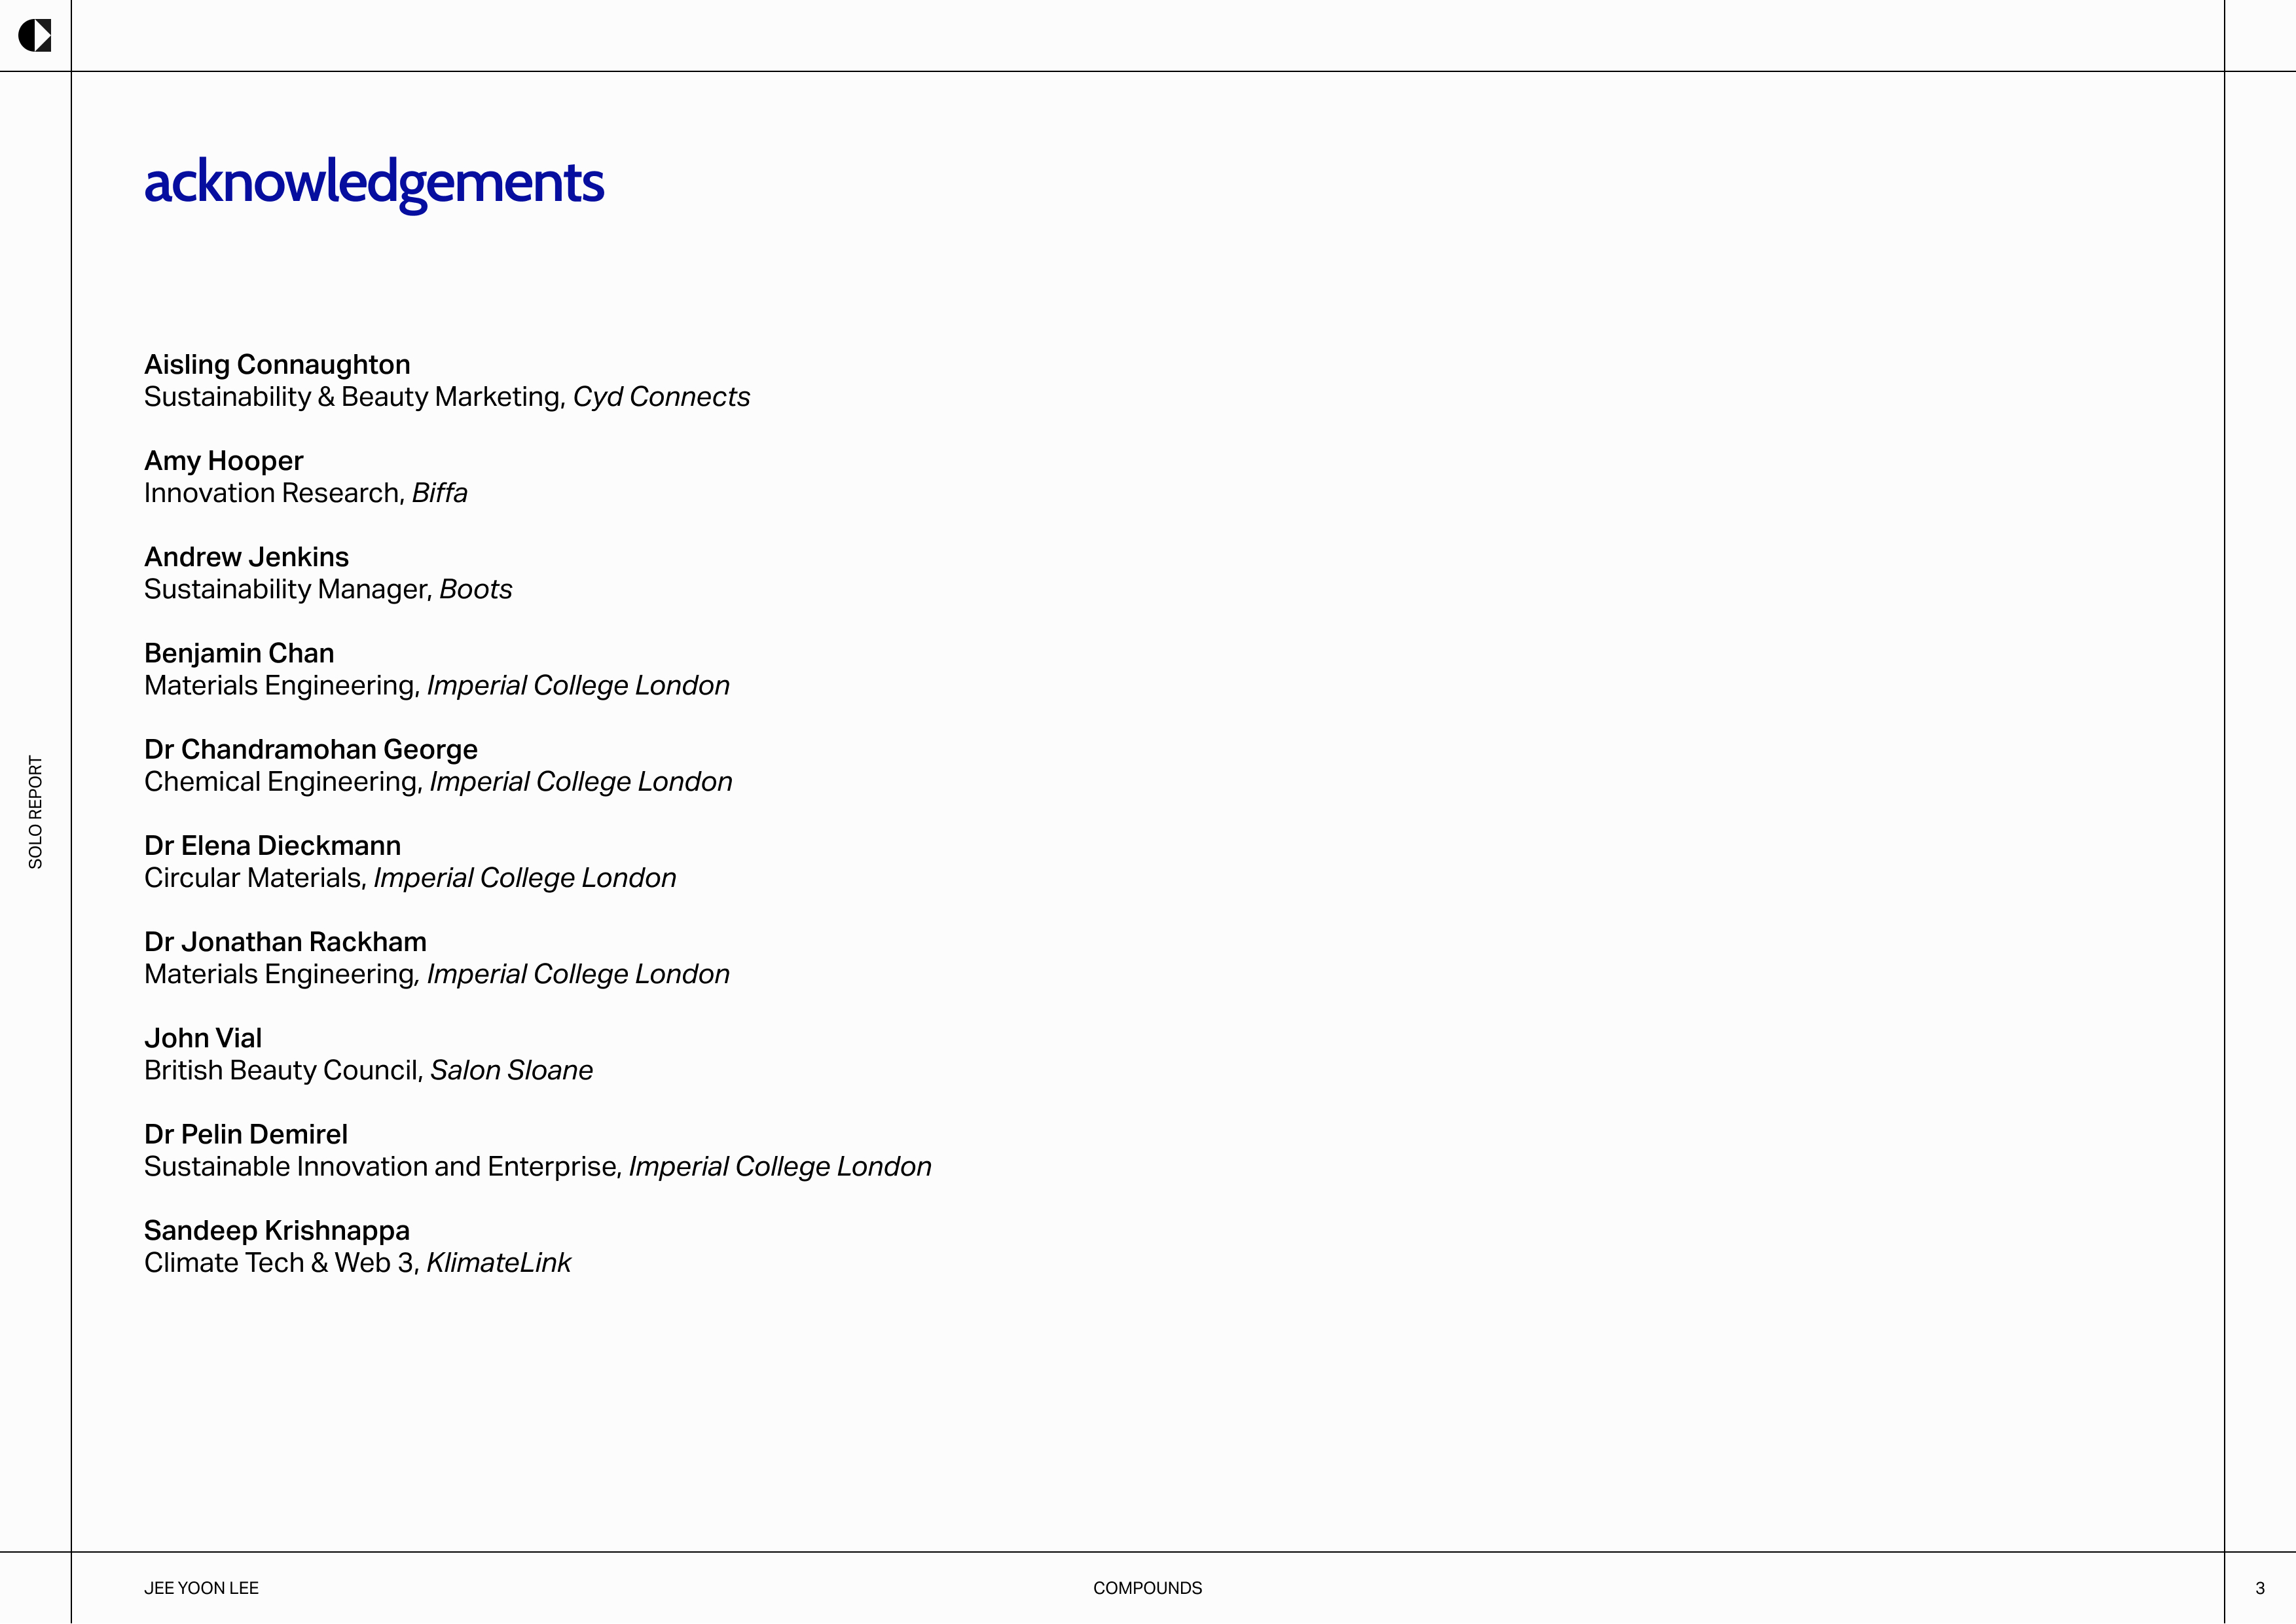 acknowledgements
Aisling Connaughton
Sustainability & Beauty Marketing, Cyd Connects
Amy Hooper
Innovation Research, Biffa
Andrew Jenkins
Sustainability Manager, Boots
Benjamin Chan
Materials Engineering, Imperial College London
Dr Chandramohan George
Chemical Engineering, Imperial College London
Dr Elena Dieckmann
Circular Materials, Imperial College London
Dr Jonathan Rackham
Materials Engineering, Imperial College London
John Vial
British Beauty Council, Salon Sloane
Dr Pelin Demirel
Sustainable Innovation and Enterprise, Imperial College London
Sandeep Krishnappa
Climate Tech & Web 3, KlimateLink
SOLO REPORT
JEE YOON LEE
COMPOUNDS
3